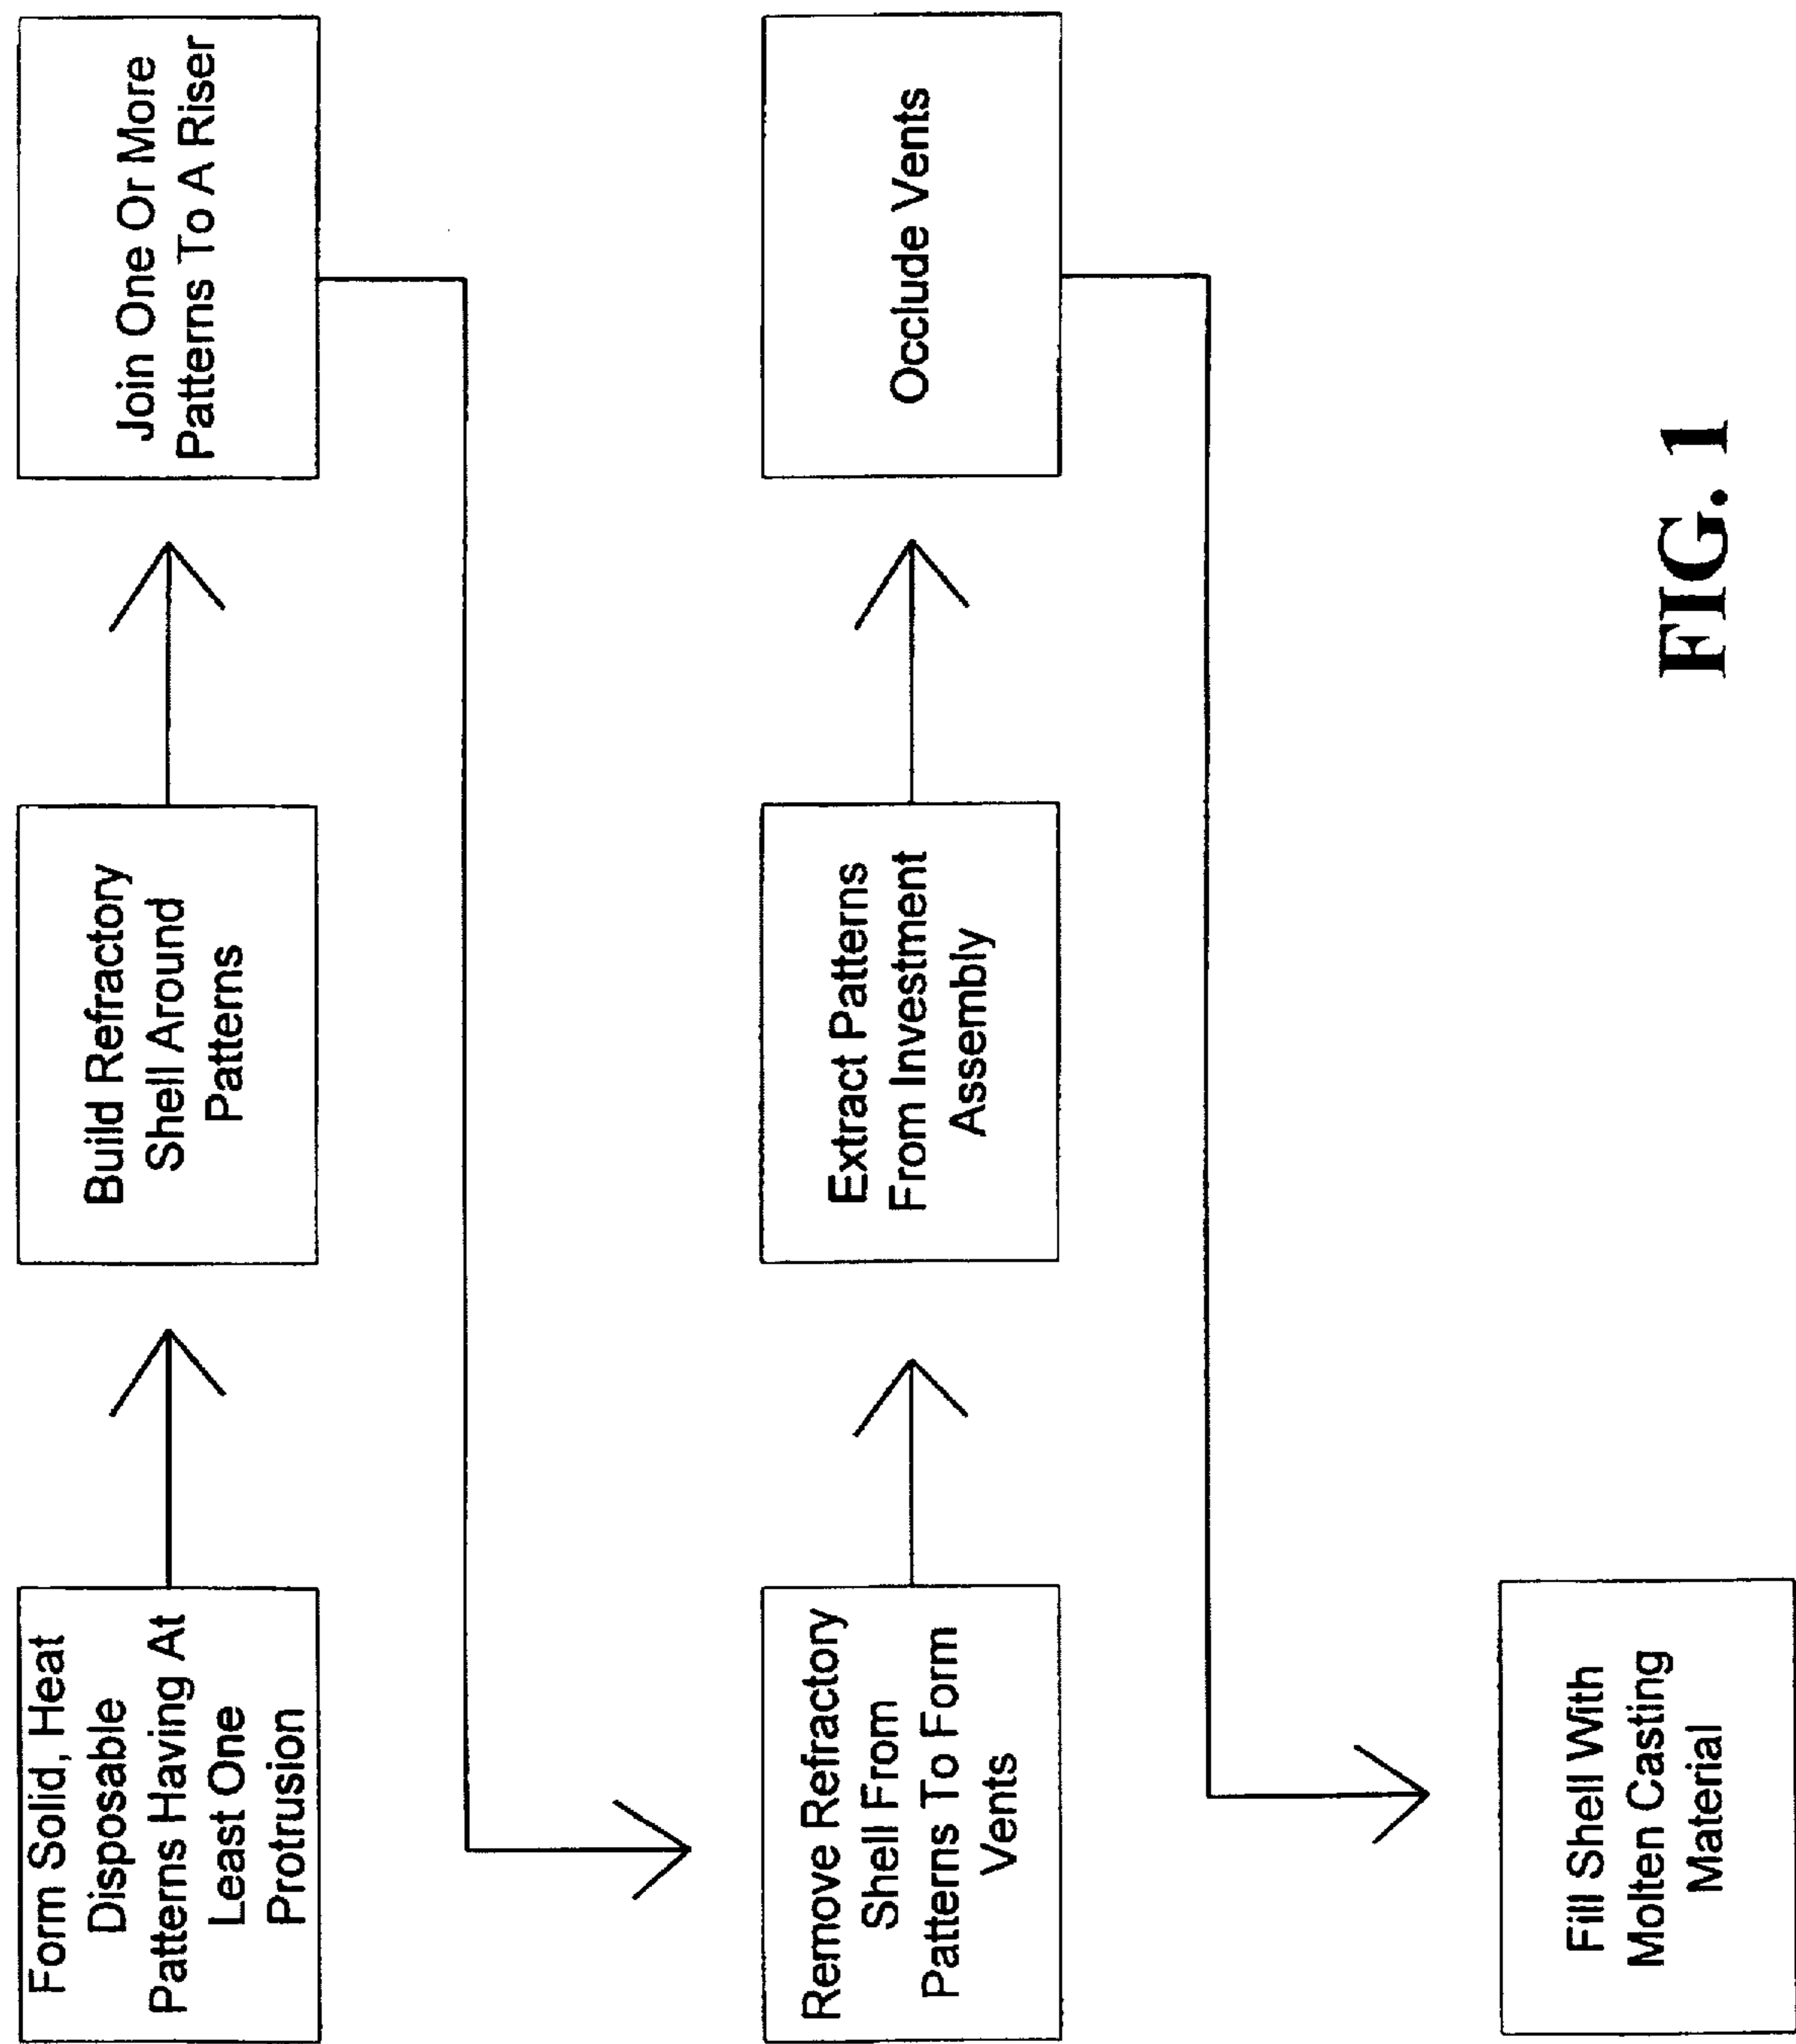 Form Solid, Heat
Disposable
Patterns Having At
Least One
Protrusion
Build Refractory
Shell Around
Patterns
Join One Or More
Patterns To A Riser
Remove Refractory
Shell From
Patterns To Form
Vents
Extract Patterns
From Investment
Assembly
Occlude Vents
Fill Shell With
Molten Casting
Material
FIG. 1